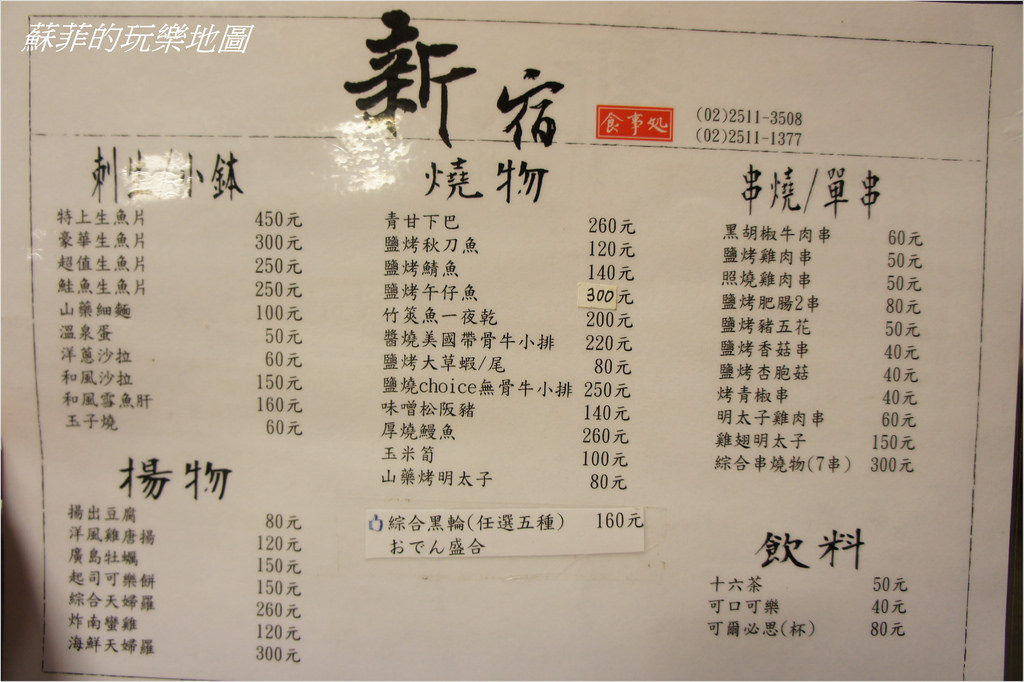 蘇菲的玩樂地圖
新宿
食事処
(02)2511-3508
(02)2511-1377
刺生/小鉢
特上生魚片 450元
豪華生魚片 300元
超值生魚片 250元
鮭魚生魚片 250元
山藥細麵 100元
溫泉蛋 50元
洋蔥沙拉 60元
和風沙拉 150元
和風雪魚肝 160元
玉子燒 60元
揚物
揚出豆腐 80元
洋風雞唐揚 120元
廣島牡蠣 150元
起司可樂餅 150元
綜合天婦羅 260元
炸南蠻雞 120元
海鮮天婦羅 300元
燒物
青甘下巴 260元
鹽烤秋刀魚 120元
鹽烤鯖魚 140元
鹽烤午仔魚 300元
竹筴魚一夜乾 200元
醬燒美國帶骨牛小排 220元
鹽烤大草蝦/尾 80元
鹽燒choice無骨牛小排 250元
味噌松阪豬 140元
厚燒鰻魚 260元
玉米筍 100元
山藥烤明太子 80元
綜合黑輪(任選五種) 160元
おでん盛合
串燒/單串
黑胡椒牛肉串 60元
鹽烤雞肉串 50元
照燒雞肉串 50元
鹽烤肥腸2串 80元
鹽烤豬五花 50元
鹽烤香菇串 40元
鹽烤杏胞菇 40元
烤青椒串 40元
明太子雞肉串 60元
雞翅明太子 150元
綜合串燒物(7串) 300元
飲料
十六茶 50元
可口可樂 40元
可爾必思(杯) 80元